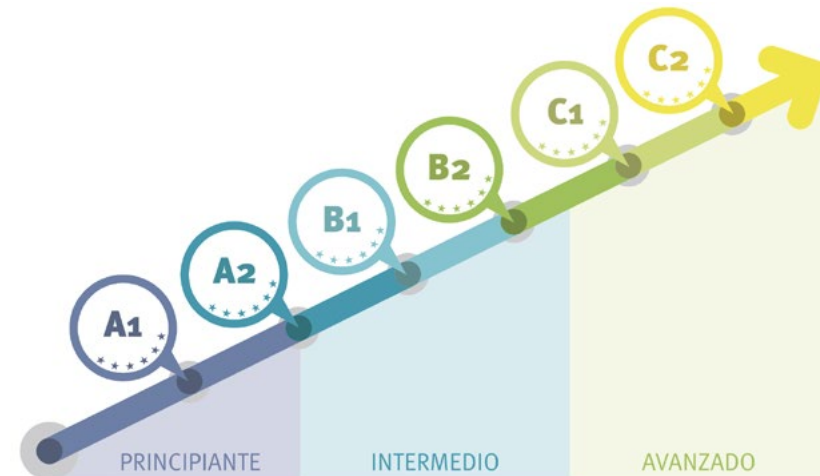 A1
A2
B1
B2
C1
C2
PRINCIPIANTE
INTERMEDIO
AVANZADO